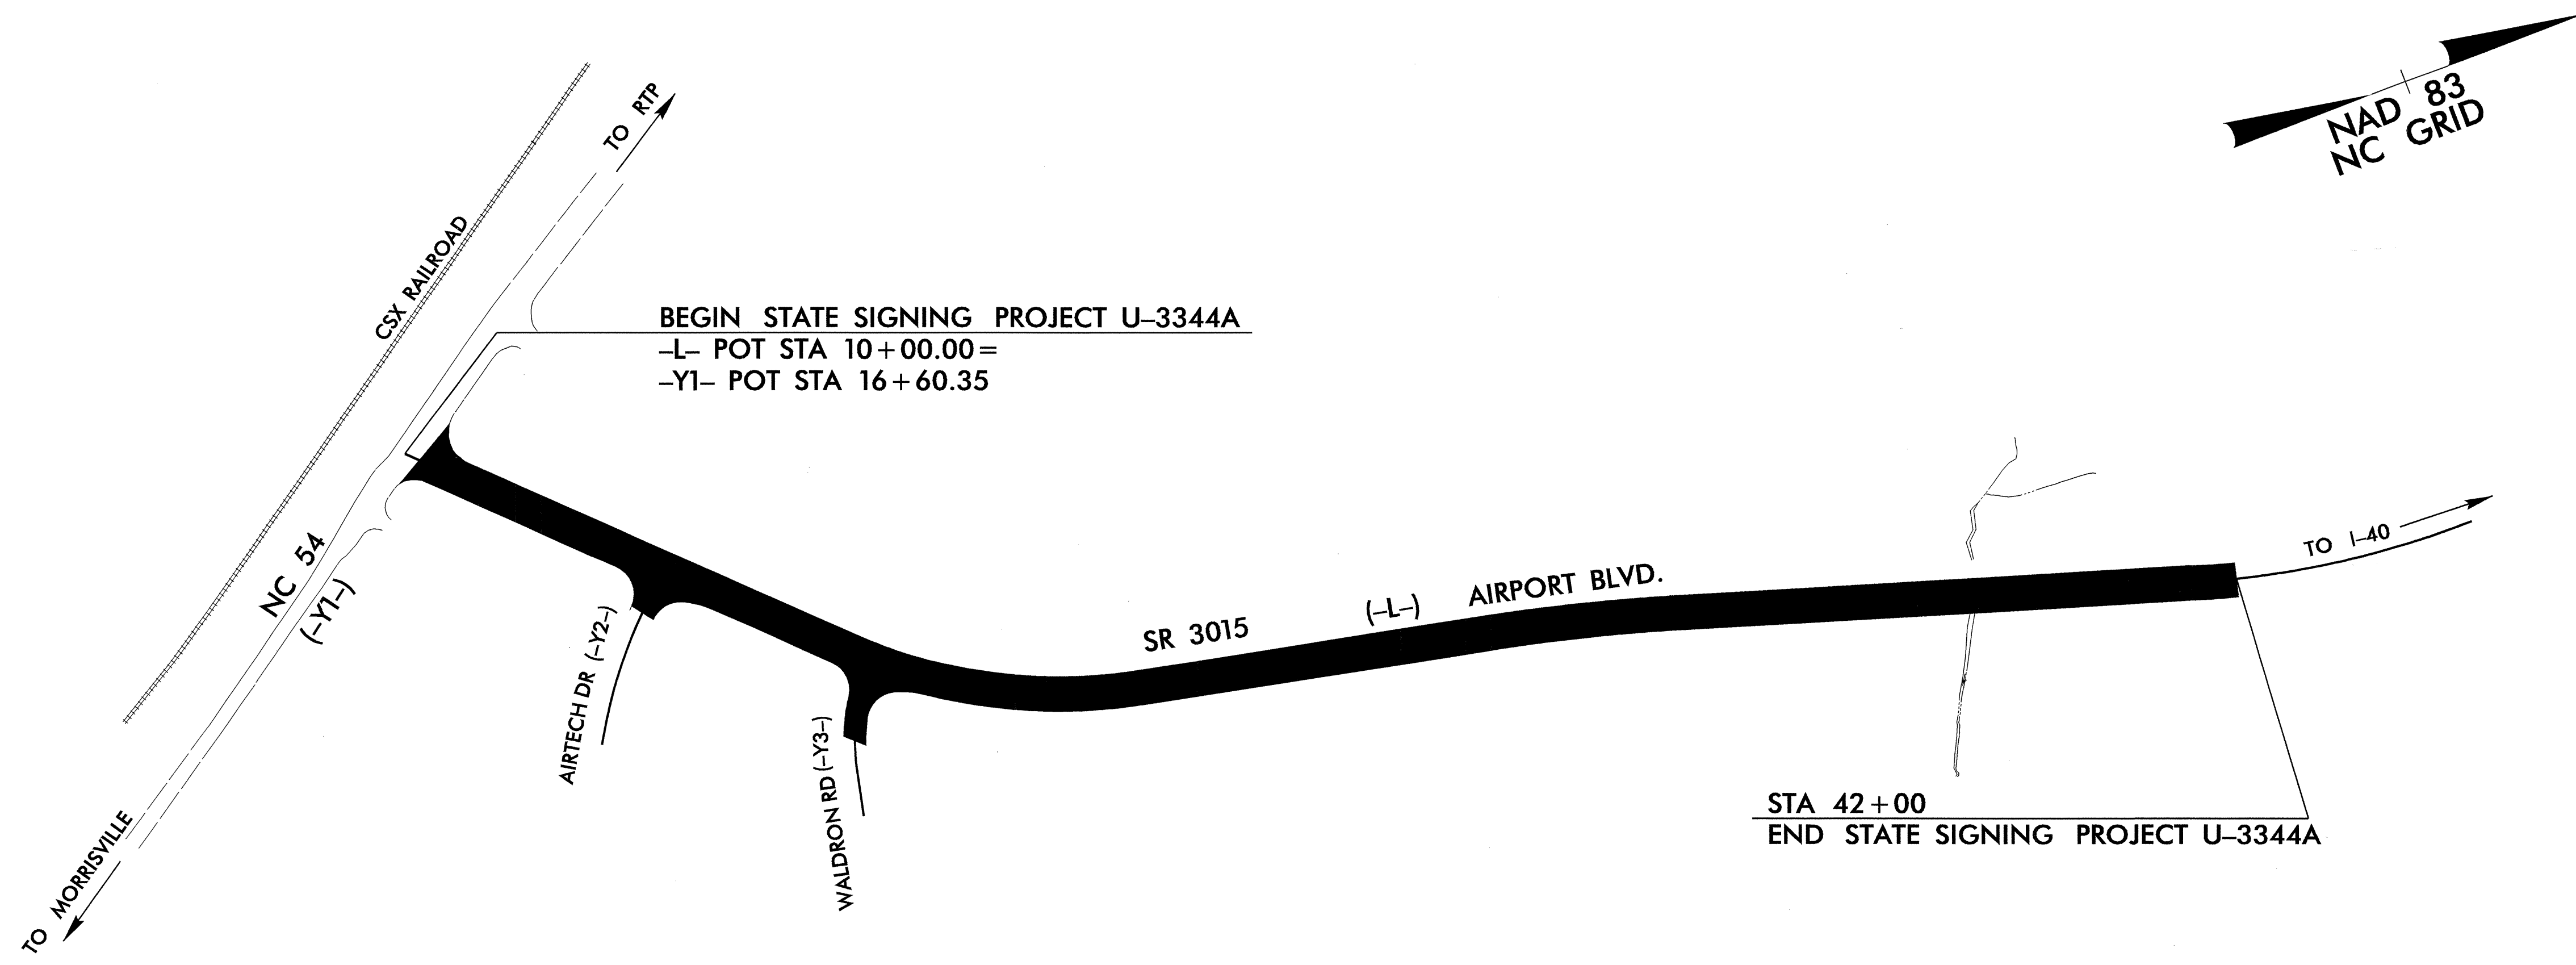 NAD 83
NC GRID
TO RTP
CSX RAILROAD
BEGIN STATE SIGNING PROJECT U–3344A
–L– POT STA 10+00.00=
–Y1– POT STA 16+60.35
NC 54
(–Y1–)
TO MORRISVILLE
AIRTECH DR (–Y2–)
WALDRON RD (–Y3–)
SR 3015 (–L–) AIRPORT BLVD.
TO I–40
STA 42+00
END STATE SIGNING PROJECT U–3344A